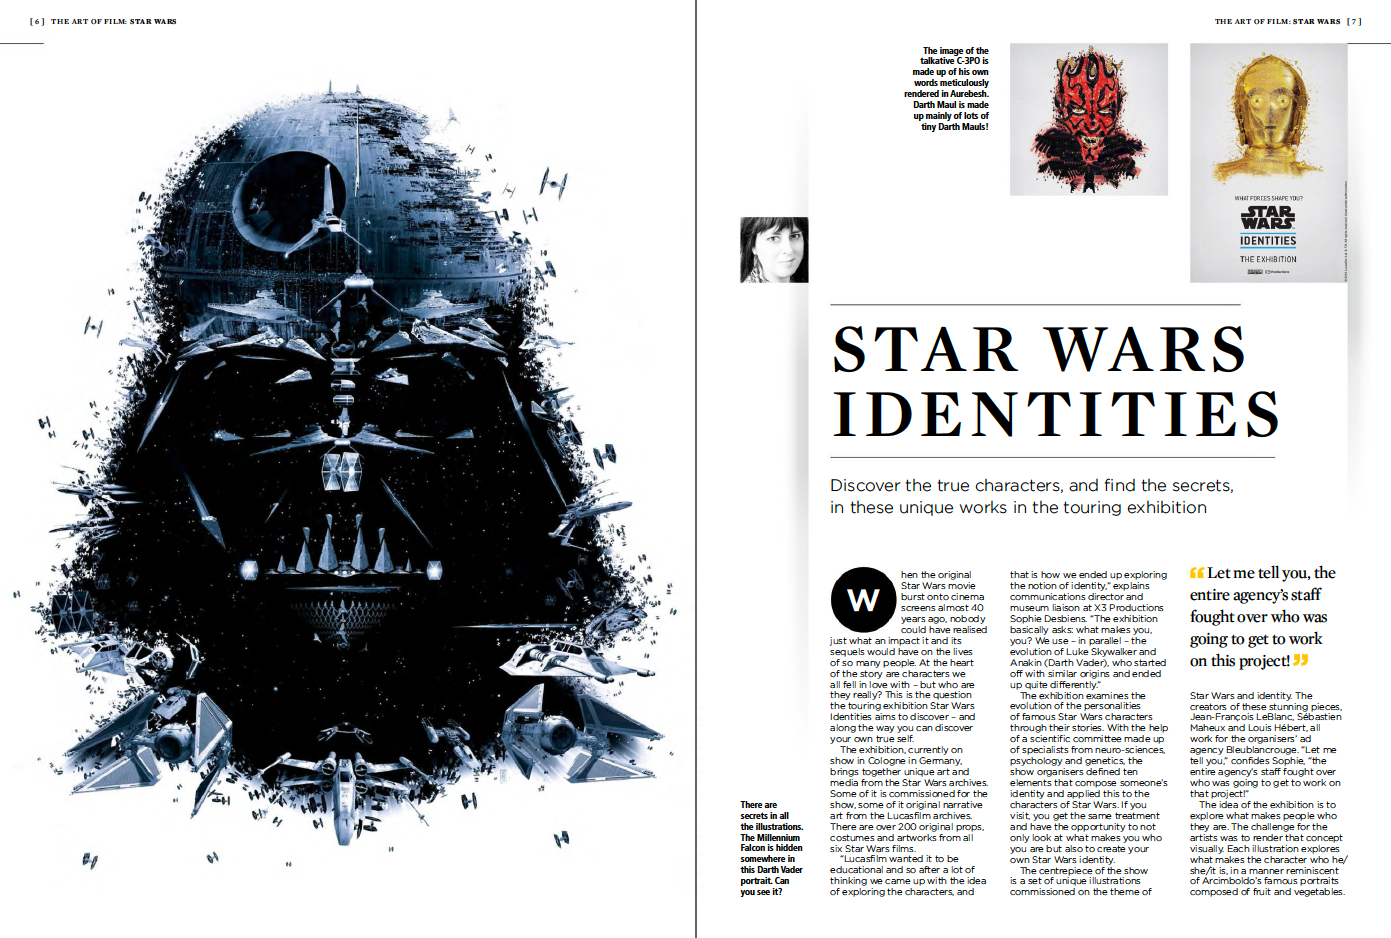 [ 6 ] THE ART OF FILM: STAR WARS
THE ART OF FILM: STAR WARS [ 7 ]
The image of the
talkative C-3PO is
made up of his own
words meticulously
rendered in Aurebesh.
Darth Maul is made
up mainly of lots of
tiny Darth Mauls!
WHAT FORCES SHAPE YOU?
STAR
WARS
IDENTITIES
THE EXHIBITION
STAR WARS
IDENTITIES
Discover the true characters, and find the secrets,
in these unique works in the touring exhibition
When the original
Star Wars movie
burst onto cinema
screens almost 40
years ago, nobody
could have realised
just what an impact it and its
sequels would have on the lives
of so many people. At the heart
of the story are characters we
all fell in love with – but who are
they really? This is the question
the touring exhibition Star Wars
Identities aims to discover – and
along the way you can discover
your own true self.
The exhibition, currently on
show in Cologne in Germany,
brings together unique art and
media from the Star Wars archives.
Some of it is commissioned for the
show, some of it original narrative
art from the Lucasfilm archives.
There are over 200 original props,
costumes and artworks from all
six Star Wars films.
"Lucasfilm wanted it to be
educational and so after a lot of
thinking we came up with the idea
of exploring the characters, and
that is how we ended up exploring
the notion of identity," explains
communications director and
museum liaison at X3 Productions
Sophie Desbiens. "The exhibition
basically asks: what makes you,
you? We use – in parallel – the
evolution of Luke Skywalker and
Anakin (Darth Vader), who started
off with similar origins and ended
up quite differently."
The exhibition examines the
evolution of the personalities
of famous Star Wars characters
through their stories. With the help
of a scientific committee made up
of specialists from neuro-sciences,
psychology and genetics, the
show organisers defined ten
elements that compose someone's
identity and applied this to the
characters of Star Wars. If you
visit, you get the same treatment
and have the opportunity to not
only look at what makes you who
you are but also to create your
own Star Wars identity.
The centrepiece of the show
is a set of unique illustrations
commissioned on the theme of
“ Let me tell you, the
entire agency's staff
fought over who was
going to get to work
on this project! ”
Star Wars and identity. The
creators of these stunning pieces,
Jean-François LeBlanc, Sébastien
Maheux and Louis Hébert, all
work for the organisers' ad
agency Bleublancrouge. "Let me
tell you," confides Sophie, "the
entire agency's staff fought over
who was going to get to work on
that project!"
The idea of the exhibition is to
explore what makes people who
they are. The challenge for the
artists was to render that concept
visually. Each illustration explores
what makes the character who he/
she/it is, in a manner reminiscent
of Arcimboldo's famous portraits
composed of fruit and vegetables.
There are
secrets in all
the illustrations.
The Millennium
Falcon is hidden
somewhere in
this Darth Vader
portrait. Can
you see it?